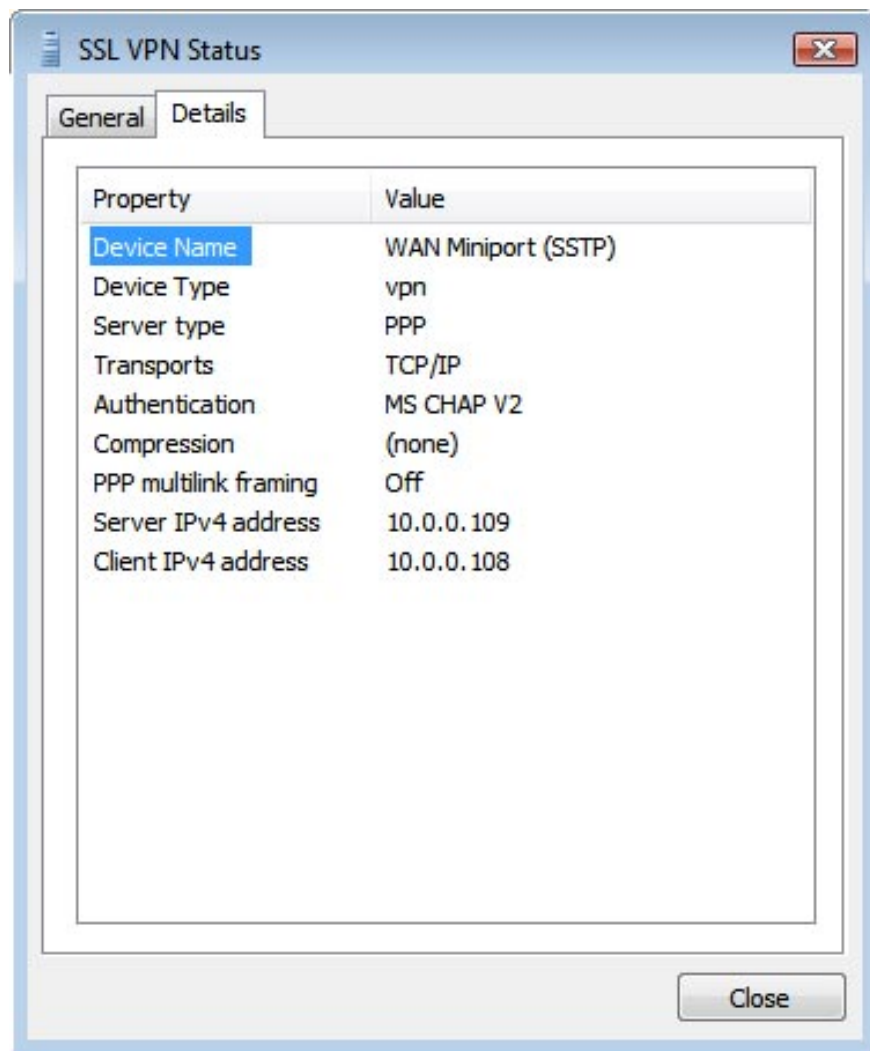 SSL VPN Status
General Details
Property Value
Device Name WAN Miniport (SSTP)
Device Type vpn
Server type PPP
Transports TCP/IP
Authentication MS CHAP V2
Compression (none)
PPP multilink framing Off
Server IPv4 address 10.0.0.109
Client IPv4 address 10.0.0.108
Close